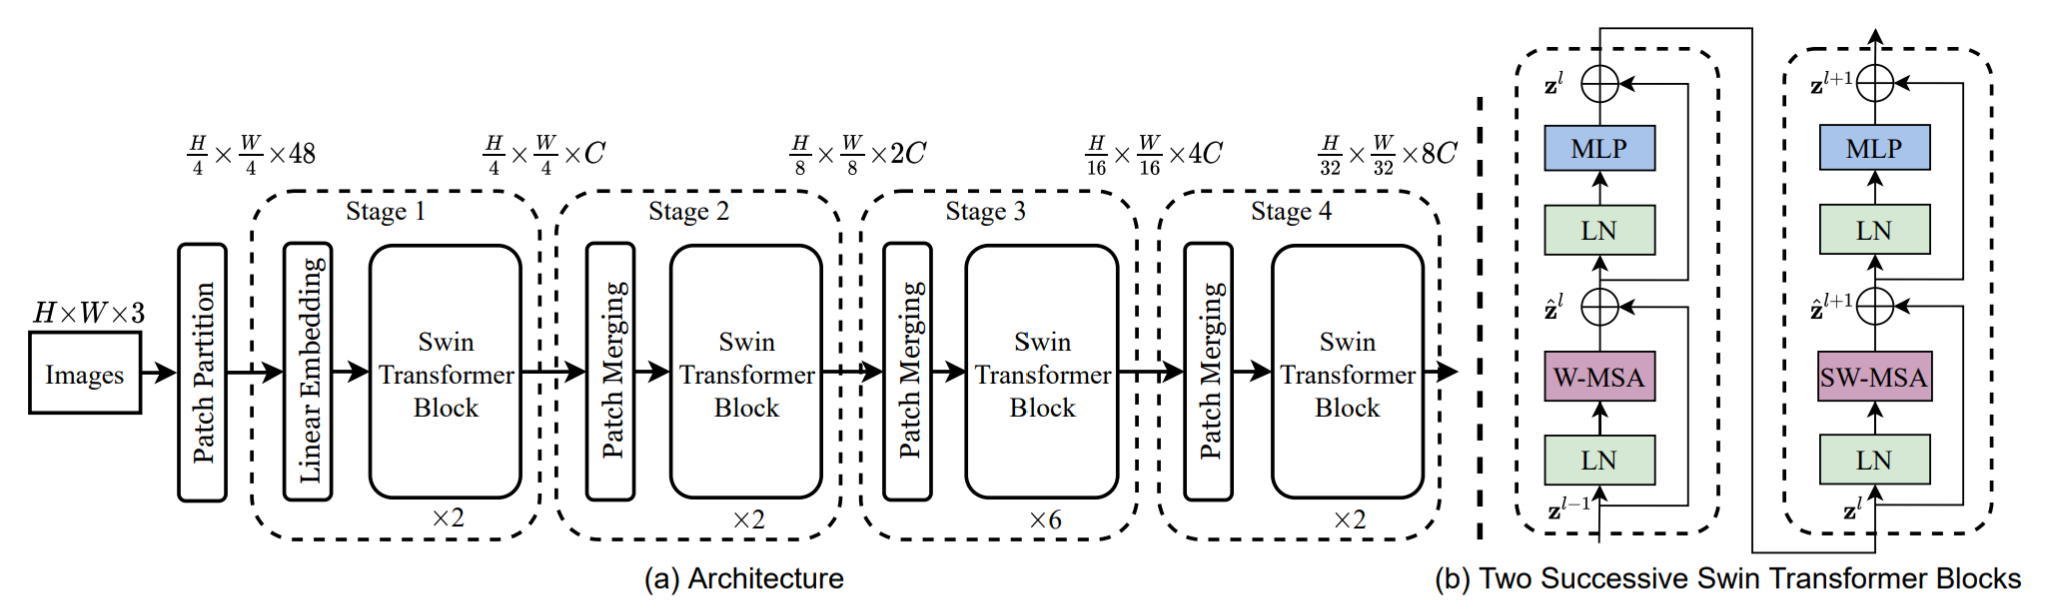 H/4 × W/4 × 48
H/4 × W/4 × C
H/8 × W/8 × 2C
H/16 × W/16 × 4C
H/32 × W/32 × 8C
H×W×3
Images
Patch Partition
Stage 1
Linear Embedding
Swin
Transformer
Block
×2
Stage 2
Patch Merging
Swin
Transformer
Block
×2
Stage 3
Patch Merging
Swin
Transformer
Block
×6
Stage 4
Patch Merging
Swin
Transformer
Block
×2
(a) Architecture
z^l
MLP
LN
ẑ^l
W-MSA
LN
z^{l−1}
z^{l+1}
MLP
LN
ẑ^{l+1}
SW-MSA
LN
z^l
(b) Two Successive Swin Transformer Blocks